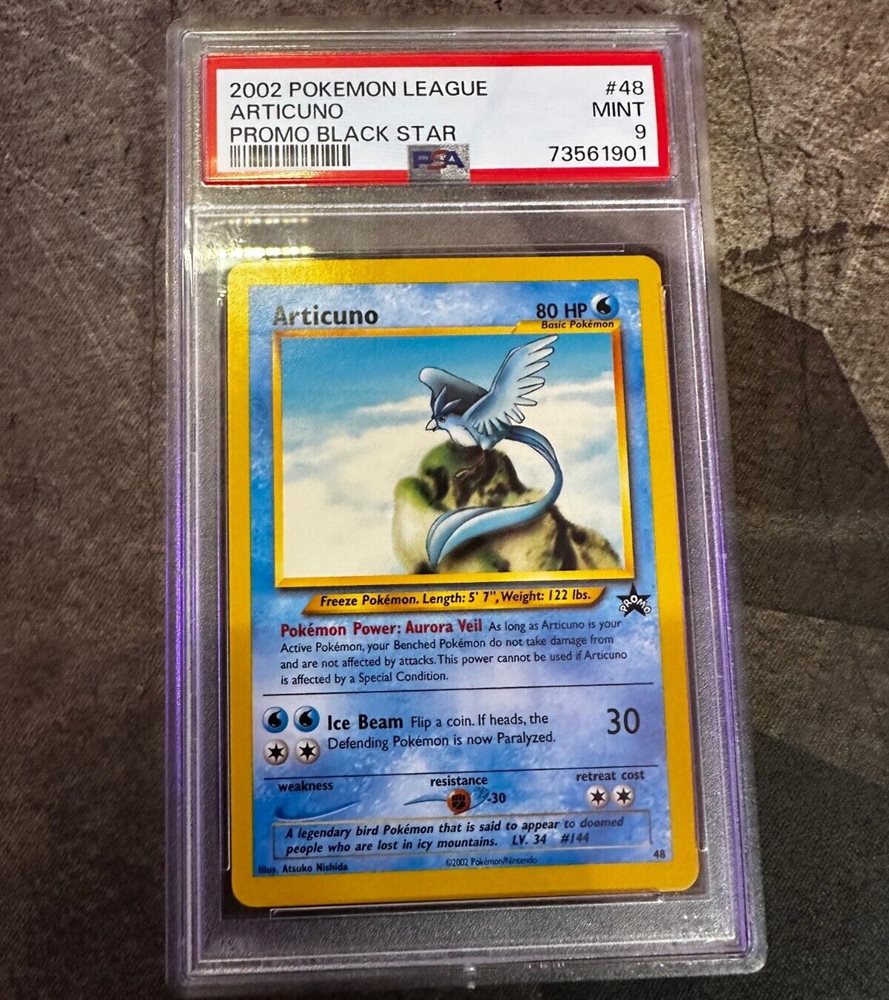 2002 POKEMON LEAGUE #48
ARTICUNO MINT
PROMO BLACK STAR 9
PSA 73561901
Articuno 80 HP
Basic Pokémon
Freeze Pokémon. Length: 5' 7", Weight: 122 lbs.
PROMO
Pokémon Power: Aurora Veil As long as Articuno is your
Active Pokémon, your Benched Pokémon do not take damage from
and are not affected by attacks. This power cannot be used if Articuno
is affected by a Special Condition.
Ice Beam Flip a coin. If heads, the
Defending Pokémon is now Paralyzed.
30
weakness resistance retreat cost
-30
A legendary bird Pokémon that is said to appear to doomed
people who are lost in icy mountains. LV. 34 #144
Illus. Atsuko Nishida ©2002 Pokémon/Nintendo 48